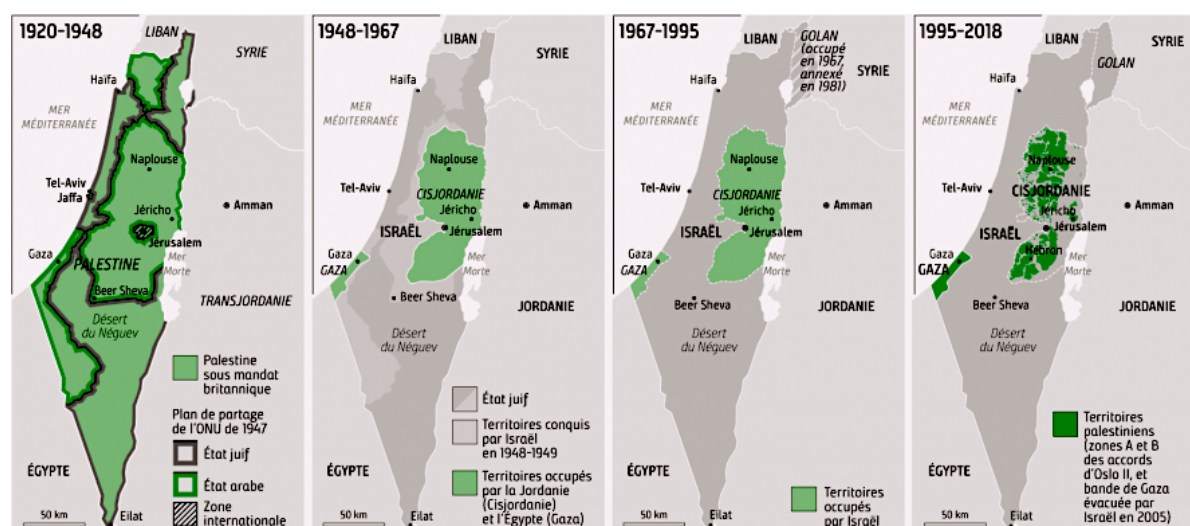 1920-1948
LIBAN
SYRIE
Haïfa
MER
MÉDITERRANÉE
Naplouse
Tel-Aviv
Jaffa
Jéricho
Amman
Jérusalem
Gaza
PALESTINE
Mer
Morte
Beer Sheva
TRANSJORDANIE
Désert
du Néguev
Palestine
sous mandat
britannique
Plan de partage
de l'ONU de 1947
État juif
ÉGYPTE
État arabe
Zone
internationale
50 km
Eilat
1948-1967
LIBAN
SYRIE
Haïfa
MER
MÉDITERRANÉE
Naplouse
Tel-Aviv
CISJORDANIE
Jéricho
Amman
ISRAËL
Jérusalem
Gaza
GAZA
Mer
Morte
Beer Sheva
JORDANIE
Désert
du Néguev
État juif
Territoires conquis
par Israël
en 1948-1949
ÉGYPTE
Territoires occupés
par la Jordanie
(Cisjordanie)
et l'Égypte (Gaza)
50 km
Eilat
1967-1995
LIBAN
GOLAN
(occupé
en 1967,
annexé
en 1981)
SYRIE
Haïfa
MER
MÉDITERRANÉE
Naplouse
Tel-Aviv
CISJORDANIE
Jéricho
Amman
ISRAËL
Jérusalem
Gaza
GAZA
Mer
Morte
Beer Sheva
JORDANIE
Désert
du Néguev
ÉGYPTE
Territoires
occupés
par Israël
50 km
Eilat
1995-2018
LIBAN
SYRIE
GOLAN
Haïfa
MER
MÉDITERRANÉE
Naplouse
Tel-Aviv
CISJORDANIE
Jéricho
Amman
ISRAËL
Jérusalem
Hébron
Gaza
GAZA
Mer
Morte
Beer Sheva
JORDANIE
Désert
du Néguev
Territoires
palestiniens
(zones A et B
des accords
d'Oslo II, et
bande de Gaza
évacuée par
Israël en 2005)
ÉGYPTE
50 km
Eilat